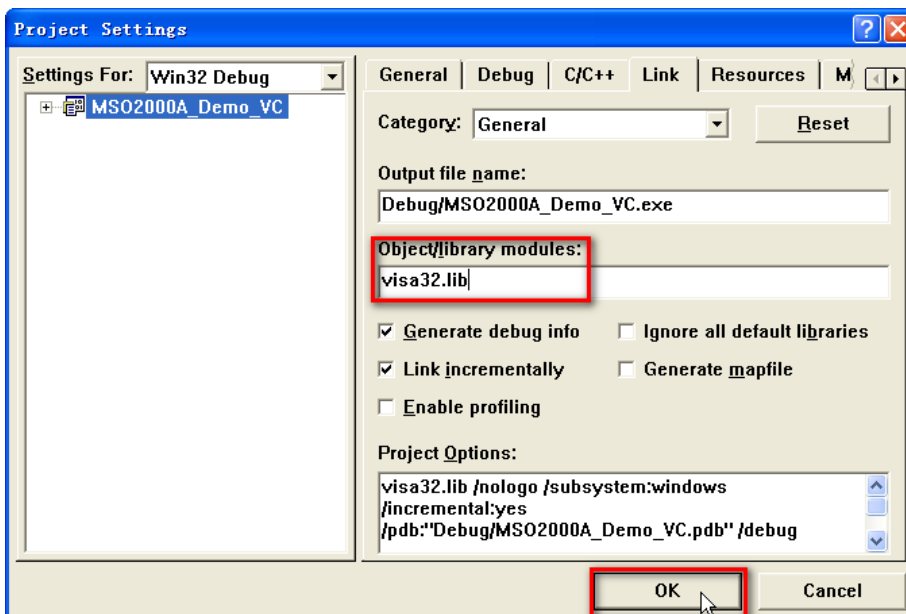 Project Settings
Settings For: Win32 Debug
MSO2000A_Demo_VC
General Debug C/C++ Link Resources M
Category: General Reset
Output file name:
Debug/MSO2000A_Demo_VC.exe
Object/library modules:
visa32.lib
Generate debug info Ignore all default libraries
Link incrementally Generate mapfile
Enable profiling
Project Options:
visa32.lib /nologo /subsystem:windows
/incremental:yes
/pdb:"Debug/MSO2000A_Demo_VC.pdb" /debug
OK Cancel